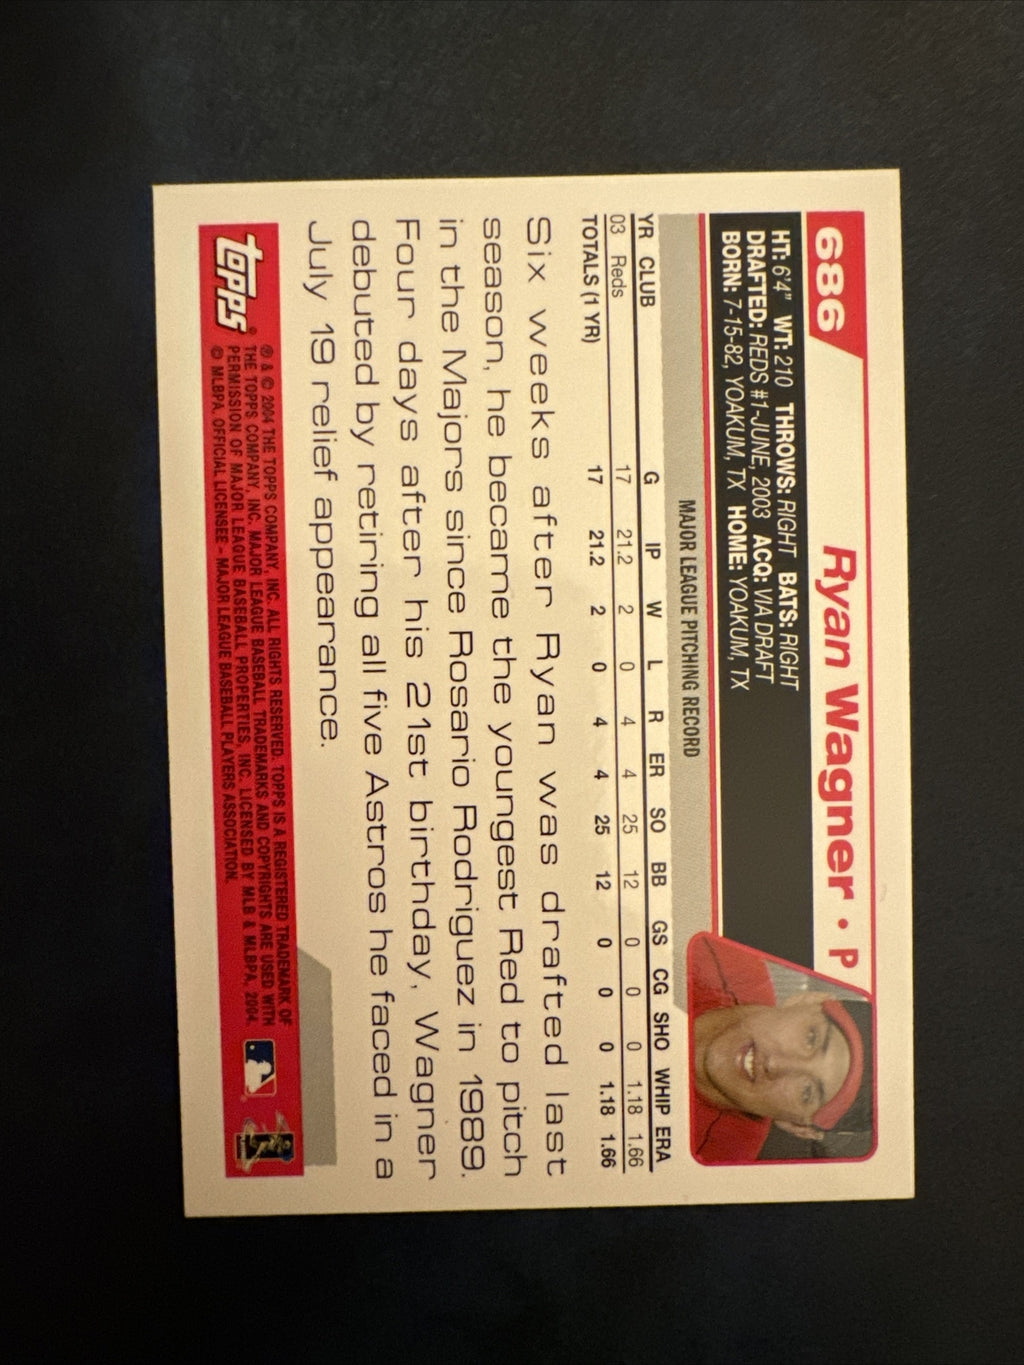 686
Ryan Wagner • P
HT: 6'4" WT: 210 THROWS: RIGHT BATS: RIGHT
DRAFTED: REDS #1-JUNE, 2003 ACQ: VIA DRAFT
BORN: 7-15-82, YOAKUM, TX HOME: YOAKUM, TX
MAJOR LEAGUE PITCHING RECORD
YR CLUB G IP W L R ER SO BB GS CG SHO WHIP ERA
03 Reds 17 21.2 2 0 4 4 25 12 0 0 0 1.18 1.66
TOTALS (1 YR) 17 21.2 2 0 4 4 25 12 0 0 0 1.18 1.66
Six weeks after Ryan was drafted last
season, he became the youngest Red to pitch
in the Majors since Rosario Rodriguez in 1989.
Four days after his 21st birthday, Wagner
debuted by retiring all five Astros he faced in a
July 19 relief appearance.
topps®
℗ & © 2004 THE TOPPS COMPANY, INC. ALL RIGHTS RESERVED. TOPPS IS A REGISTERED TRADEMARK OF
THE TOPPS COMPANY, INC. MAJOR LEAGUE BASEBALL TRADEMARKS AND COPYRIGHTS ARE USED WITH
PERMISSION OF MAJOR LEAGUE BASEBALL PROPERTIES, INC. LICENSED BY MLB & MLBPA, 2004.
© MLBPA. OFFICIAL LICENSEE – MAJOR LEAGUE BASEBALL PLAYERS ASSOCIATION.